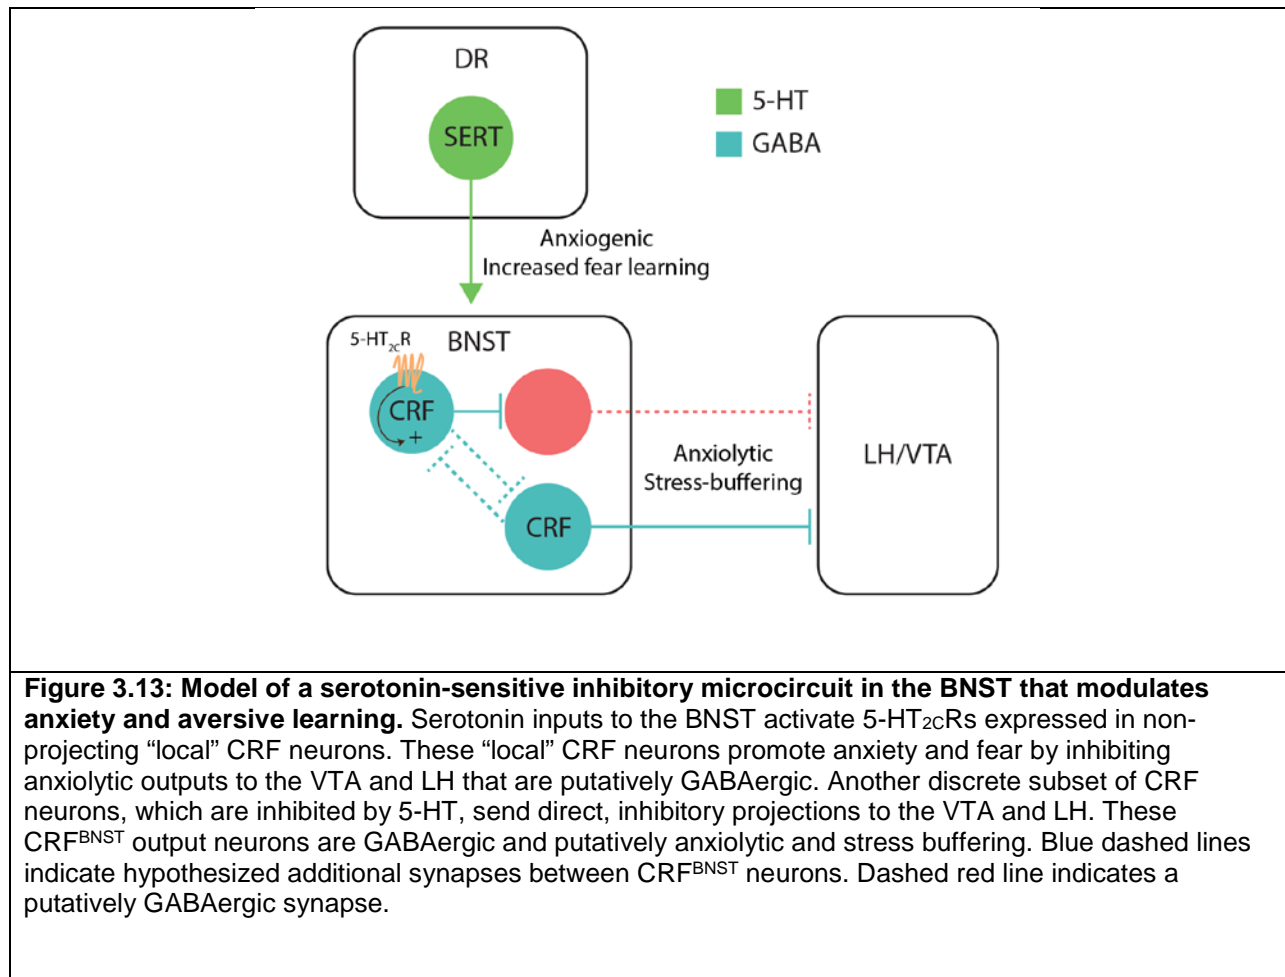 DR
SERT
5-HT
GABA
Anxiogenic
Increased fear learning
5-HT2CR
BNST
CRF
+
Anxiolytic
Stress-buffering
LH/VTA
CRF
Figure 3.13: Model of a serotonin-sensitive inhibitory microcircuit in the BNST that modulates
anxiety and aversive learning. Serotonin inputs to the BNST activate 5-HT2CRs expressed in non-
projecting “local” CRF neurons. These “local” CRF neurons promote anxiety and fear by inhibiting
anxiolytic outputs to the VTA and LH that are putatively GABAergic. Another discrete subset of CRF
neurons, which are inhibited by 5-HT, send direct, inhibitory projections to the VTA and LH. These
CRFBNST output neurons are GABAergic and putatively anxiolytic and stress buffering. Blue dashed lines
indicate hypothesized additional synapses between CRFBNST neurons. Dashed red line indicates a
putatively GABAergic synapse.